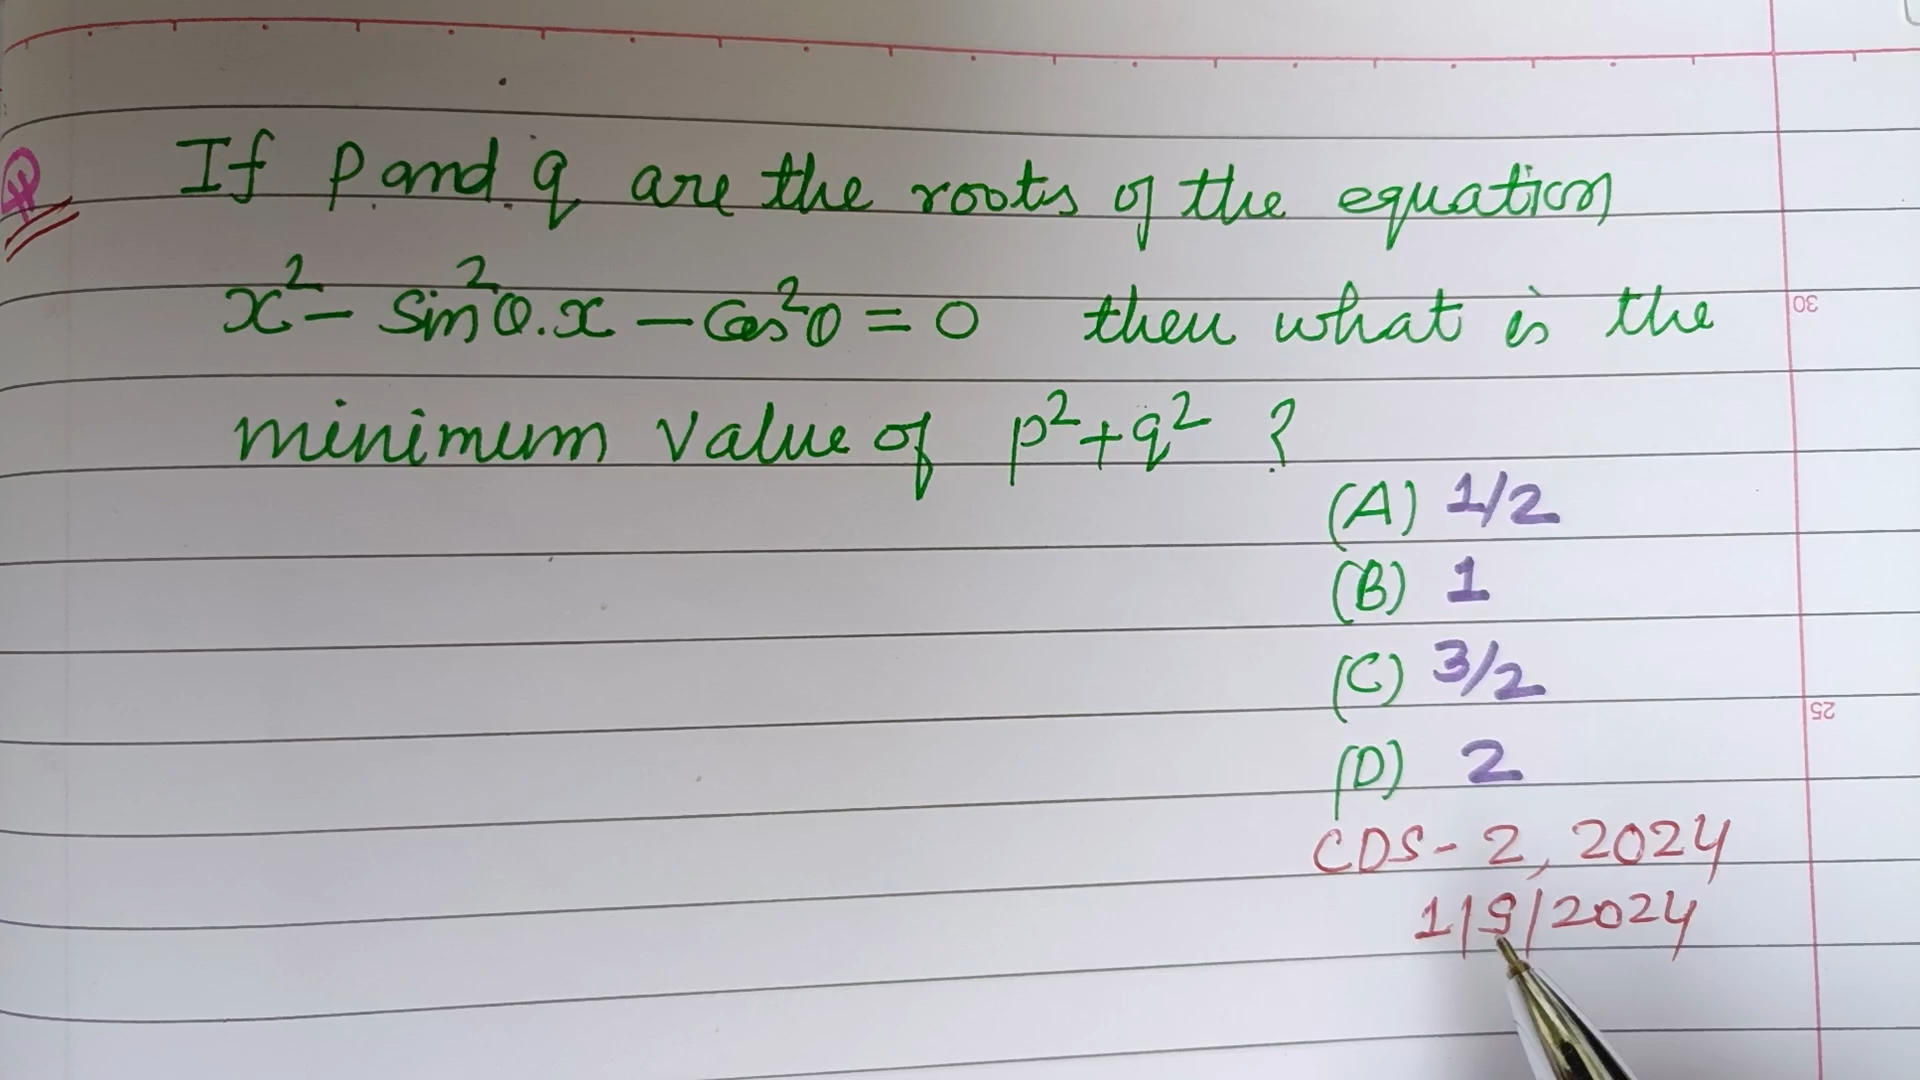 Q If p and q are the roots of the equation
x² - sin²θ.x - cos²θ = 0 then what is the
30
minimum value of p²+q² ?
(A) 1/2
(B) 1
(C) 3/2
25
(D) 2
CDS-2, 2024
1/9/2024